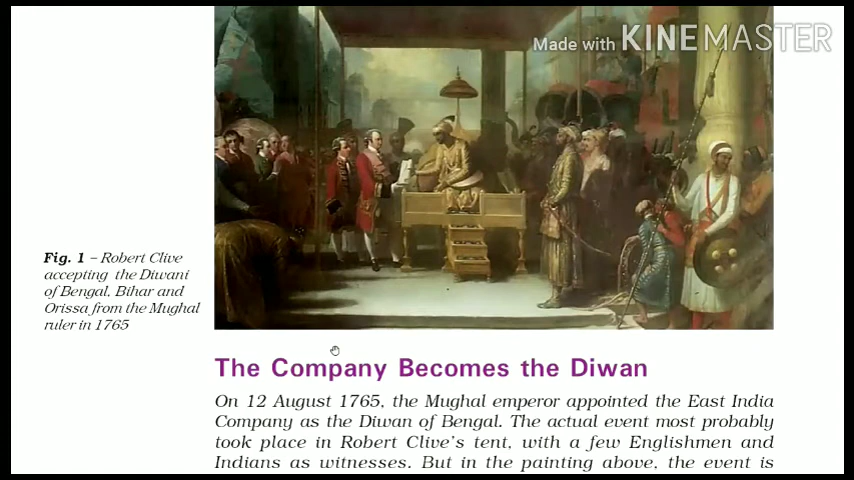 Made with KINEMASTER
Fig. 1 – Robert Clive
accepting the Diwani
of Bengal, Bihar and
Orissa from the Mughal
ruler in 1765
The Company Becomes the Diwan
On 12 August 1765, the Mughal emperor appointed the East India
Company as the Diwan of Bengal. The actual event most probably
took place in Robert Clive's tent, with a few Englishmen and
Indians as witnesses. But in the painting above, the event is